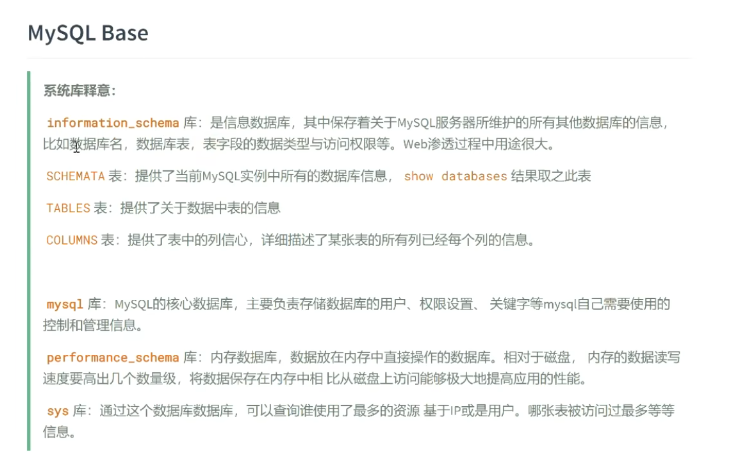 MySQL Base
系统库释意：
information_schema 库：是信息数据库，其中保存着关于MySQL服务器所维护的所有其他数据库的信息，
比如数据库名，数据库表，表字段的数据类型与访问权限等。Web渗透过程中用途很大。
SCHEMATA 表：提供了当前MySQL实例中所有的数据库信息， show databases 结果取之此表
TABLES 表：提供了关于数据中表的信息
COLUMNS 表：提供了表中的列信心，详细描述了某张表的所有列已经每个列的信息。
mysql 库：MySQL的核心数据库，主要负责存储数据库的用户、权限设置、 关键字等mysql自己需要使用的
控制和管理信息。
performance_schema 库：内存数据库，数据放在内存中直接操作的数据库。相对于磁盘， 内存的数据读写
速度要高出几个数量级，将数据保存在内存中相 比从磁盘上访问能够极大地提高应用的性能。
sys 库：通过这个数据库数据库，可以查询谁使用了最多的资源 基于IP或是用户。哪张表被访问过最多等等
信息。